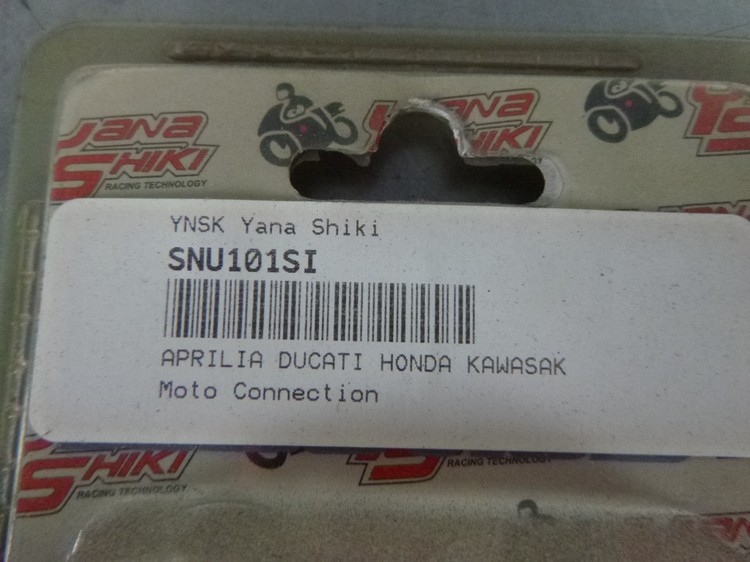 YANA SHIKI
RACING TECHNOLOGY
YNSK Yana Shiki
SNU101SI
APRILIA DUCATI HONDA KAWASAK
Moto Connection
SHIKI
RACING TECHNOLOGY
RACING TECHNOLOGY